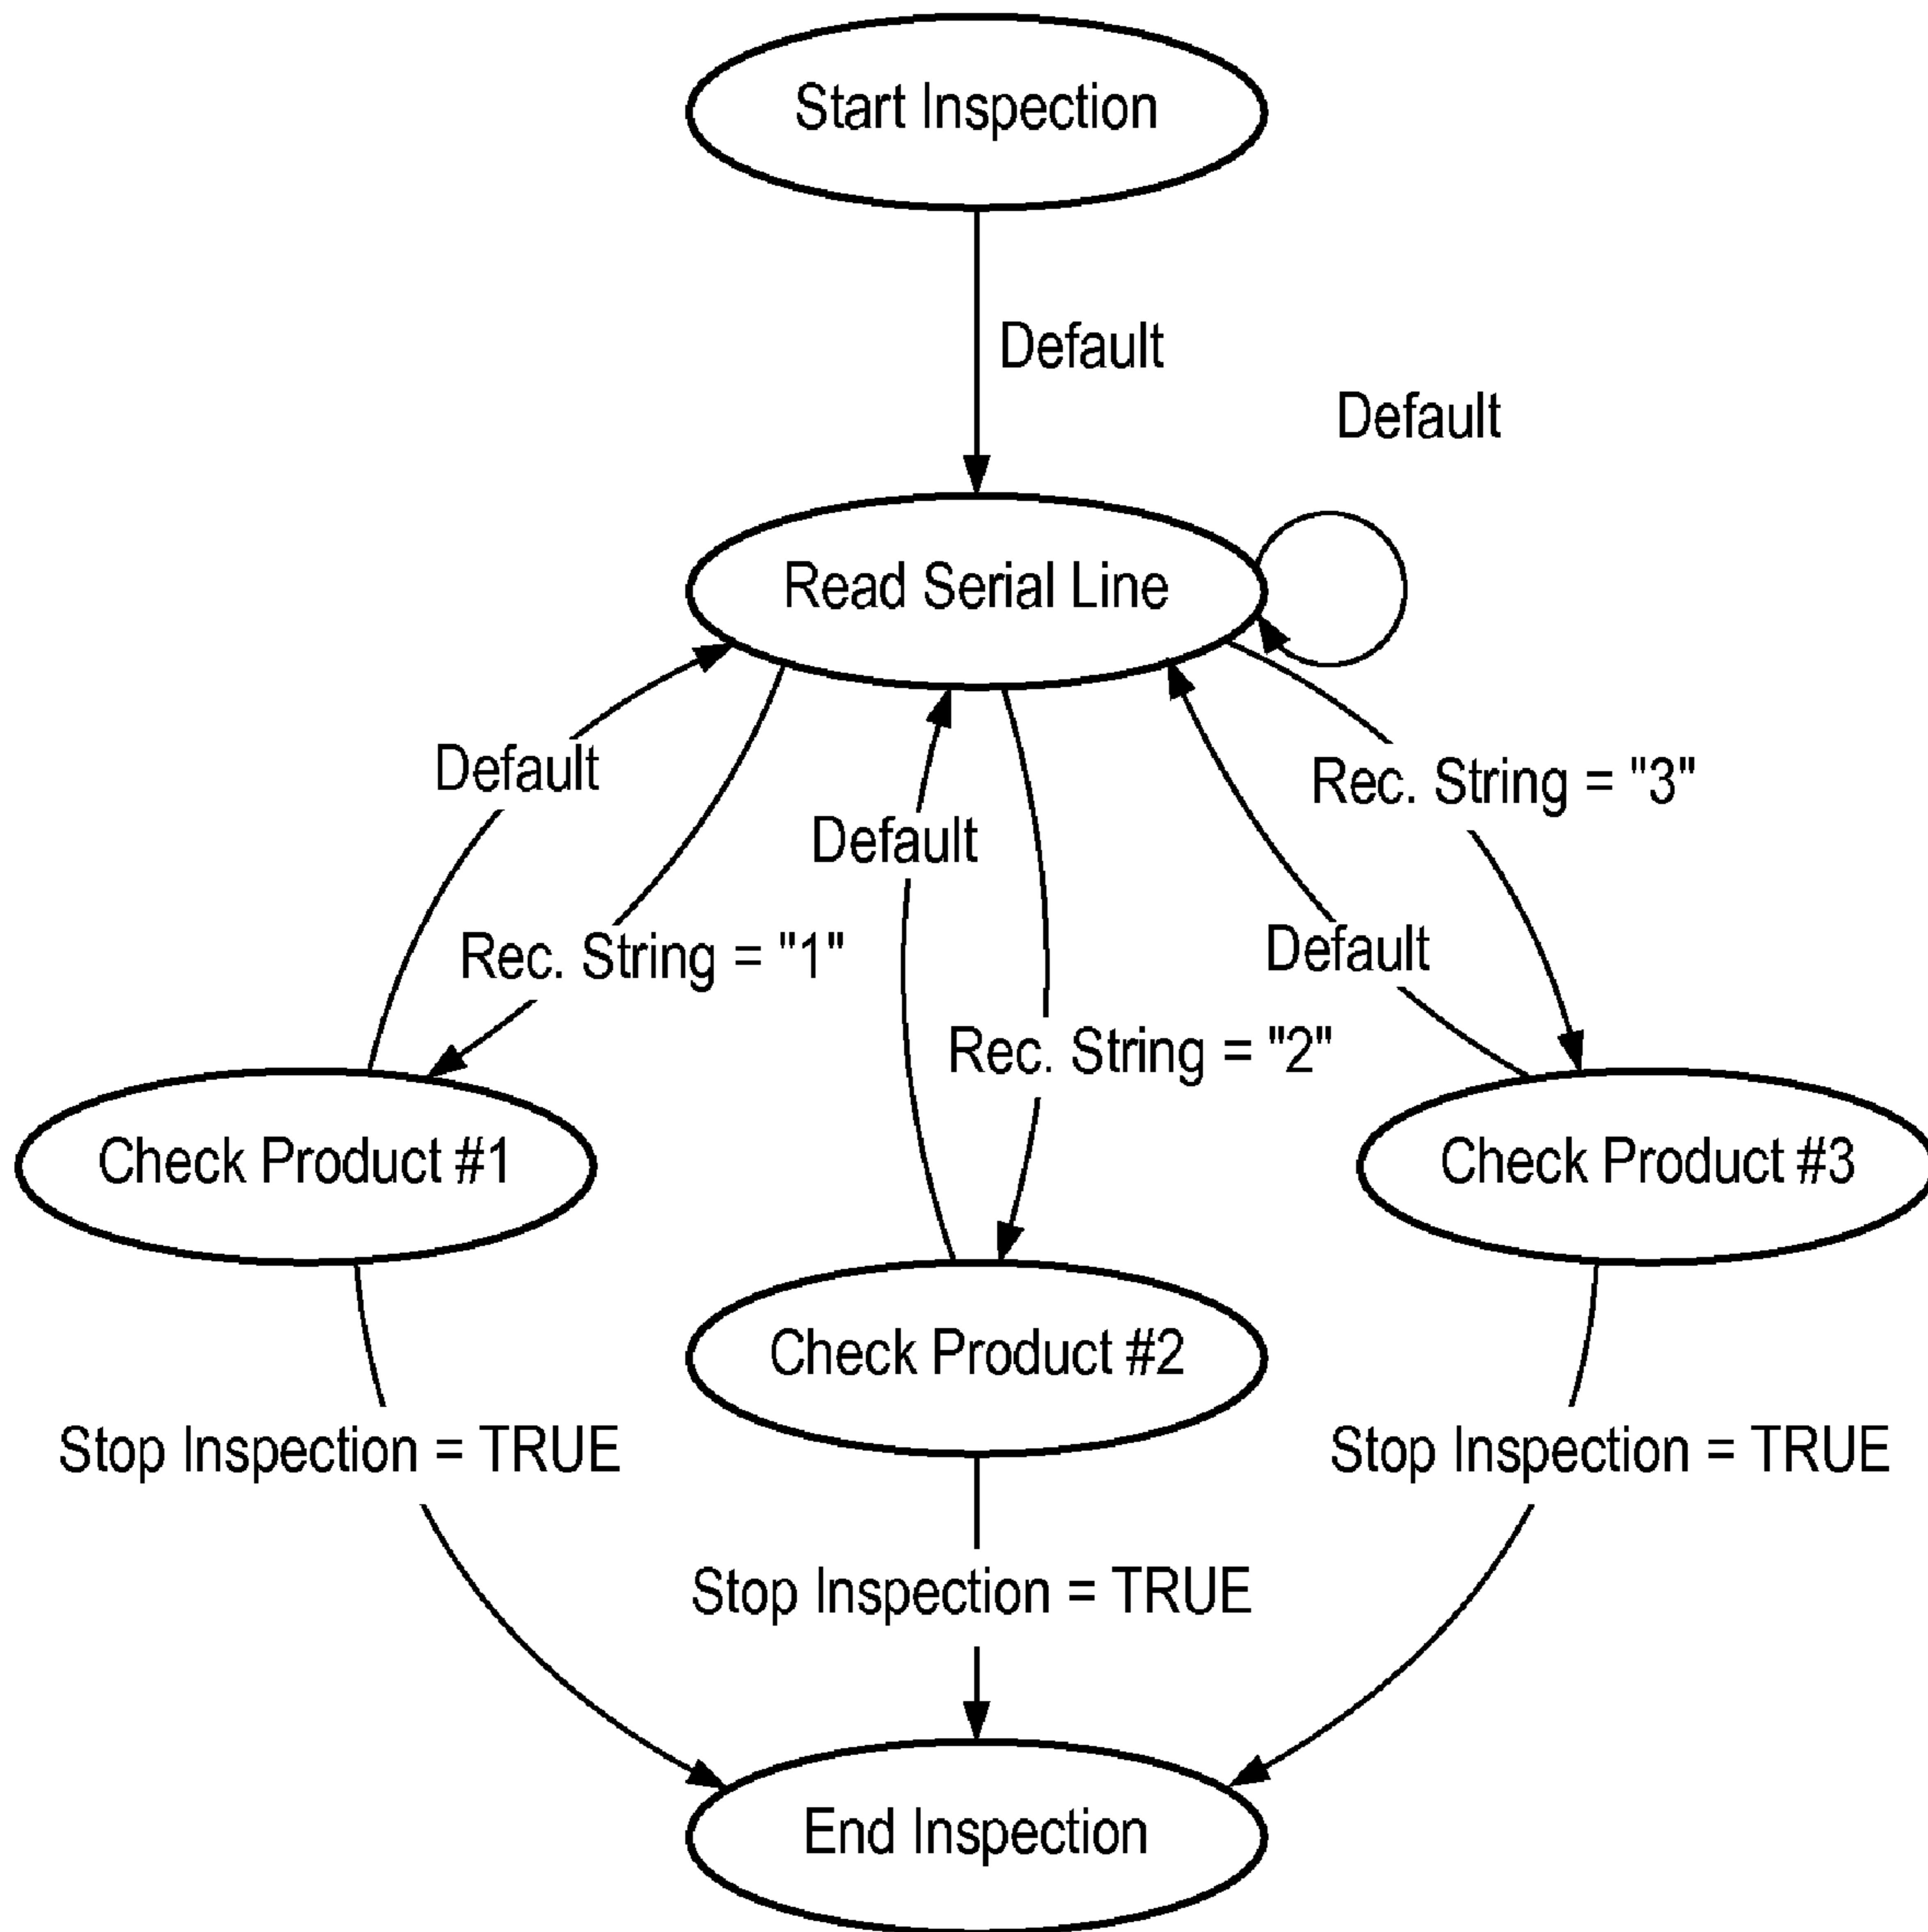 Start Inspection
Default
Default
Read Serial Line
Default
Rec. String = "3"
Default
Rec. String = "1"
Default
Rec. String = "2"
Check Product #1
Check Product #3
Check Product #2
Stop Inspection = TRUE
Stop Inspection = TRUE
Stop Inspection = TRUE
End Inspection